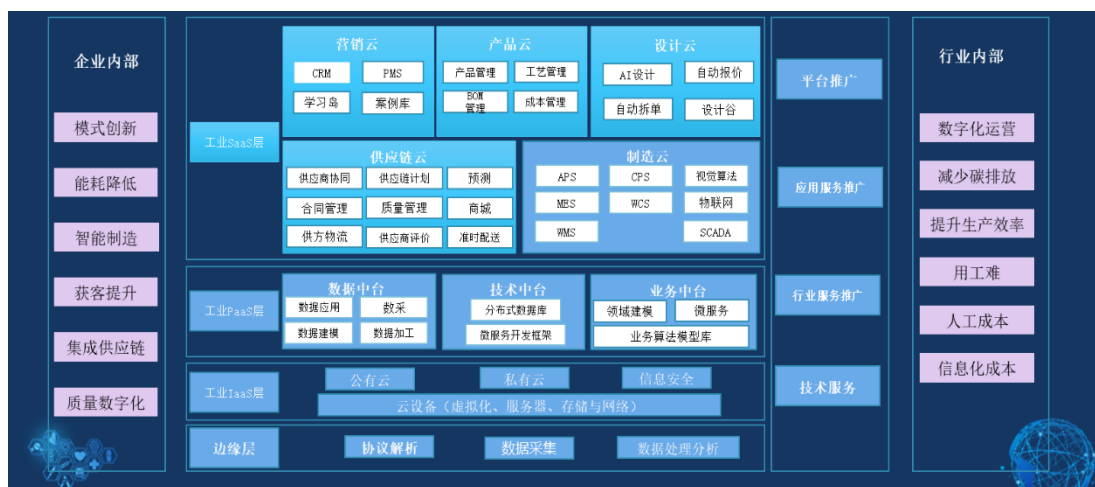 企业内部
模式创新
能耗降低
智能制造
获客提升
集成供应链
质量数字化
工业SaaS层
营销云
CRM
PMS
学习岛
案例库
产品云
产品管理
工艺管理
BOM
管理
成本管理
设计云
AI设计
自动报价
自动拆单
设计谷
供应链云
供应商协同
供应链计划
预测
合同管理
质量管理
商城
供方物流
供应商评价
准时配送
制造云
APS
CPS
视觉算法
MES
WCS
物联网
WMS
SCADA
工业PaaS层
数据中台
数据应用
数采
数据建模
数据加工
技术中台
分布式数据库
微服务开发框架
业务中台
领域建模
微服务
业务算法模型库
工业IaaS层
公有云
私有云
信息安全
云设备（虚拟化、服务器、存储与网络）
边缘层
协议解析
数据采集
数据处理分析
平台推广
应用服务推广
行业服务推广
技术服务
行业内部
数字化运营
减少碳排放
提升生产效率
用工难
人工成本
信息化成本